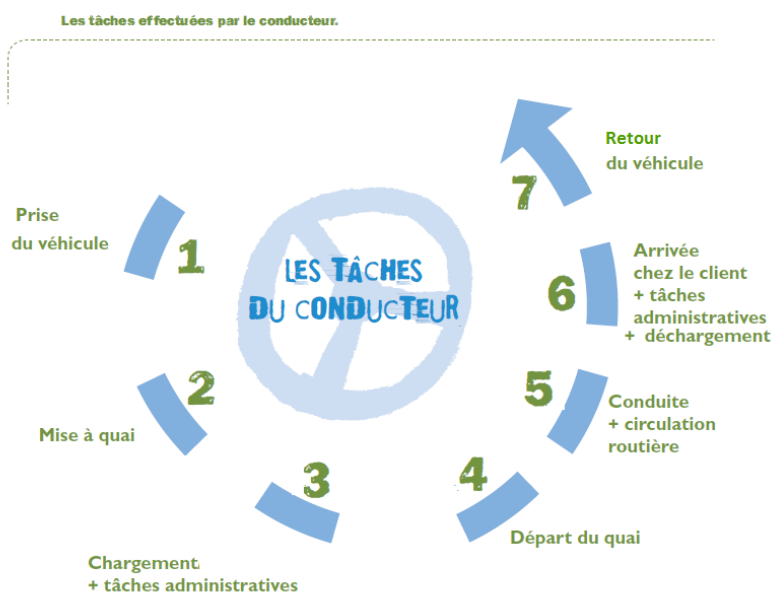 Les tâches effectuées par le conducteur.
LES TÂCHES
DU CONDUCTEUR
1
Prise
du véhicule
2
Mise à quai
3
Chargement
+ tâches administratives
4
Départ du quai
5
Conduite
+ circulation
routière
6
Arrivée
chez le client
+ tâches
administratives
+ déchargement
7
Retour
du véhicule